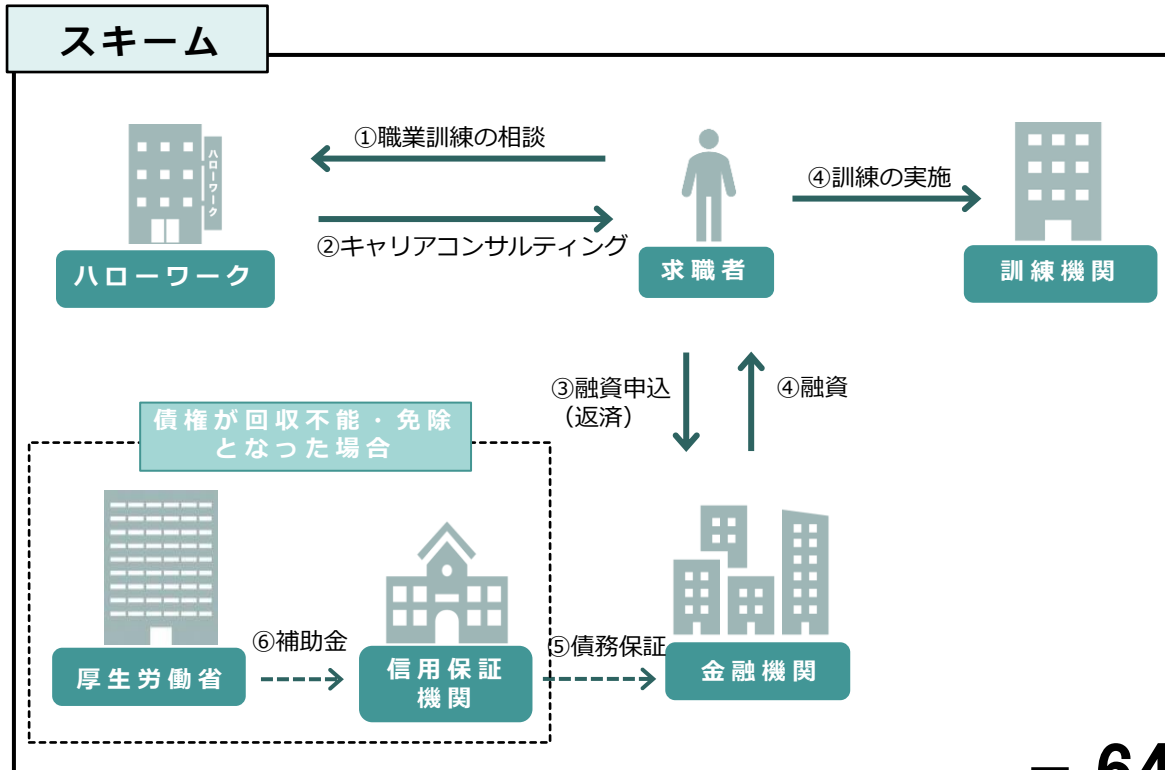 スキーム
①職業訓練の相談
ハローワーク
②キャリアコンサルティング
④訓練の実施
ハローワーク
求職者
訓練機関
③融資申込
（返済）
④融資
債権が回収不能・免除
となった場合
⑥補助金
⑤債務保証
厚生労働省
信用保証
機関
金融機関
― 64